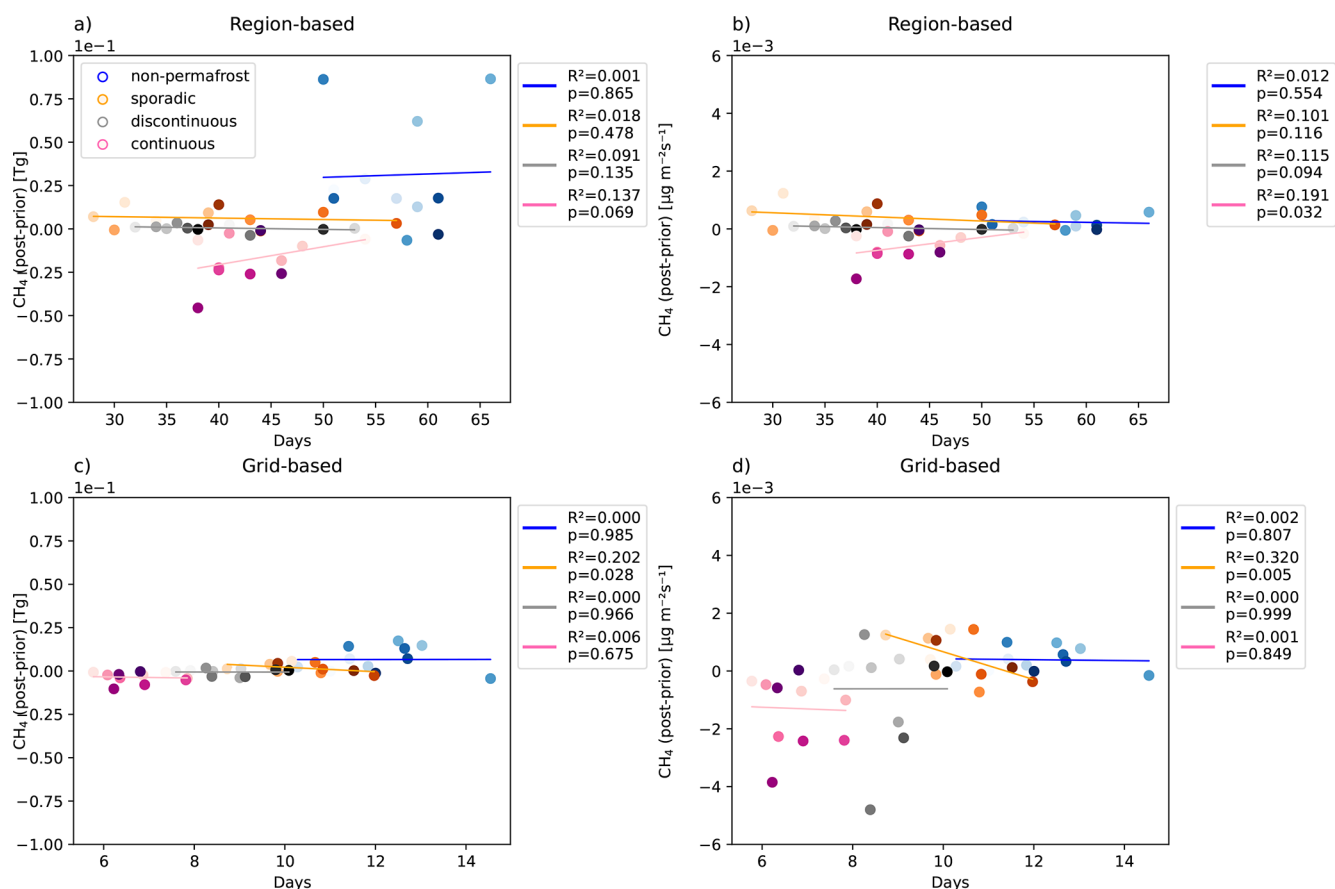 a)
Region-based
1e−1
CH₄ (post-prior) [Tg]
1.00
0.75
0.50
0.25
0.00
−0.25
−0.50
−0.75
−1.00
non-permafrost
sporadic
discontinuous
continuous
R²=0.001
p=0.865
R²=0.018
p=0.478
R²=0.091
p=0.135
R²=0.137
p=0.069
30 35 40 45 50 55 60 65
Days
b)
Region-based
1e−3
CH₄ (post-prior) [µg m⁻²s⁻¹]
6
4
2
0
−2
−4
−6
R²=0.012
p=0.554
R²=0.101
p=0.116
R²=0.115
p=0.094
R²=0.191
p=0.032
30 35 40 45 50 55 60 65
Days
c)
Grid-based
1e−1
CH₄ (post-prior) [Tg]
1.00
0.75
0.50
0.25
0.00
−0.25
−0.50
−0.75
−1.00
R²=0.000
p=0.985
R²=0.202
p=0.028
R²=0.000
p=0.966
R²=0.006
p=0.675
6 8 10 12 14
Days
d)
Grid-based
1e−3
CH₄ (post-prior) [µg m⁻²s⁻¹]
6
4
2
0
−2
−4
−6
R²=0.002
p=0.807
R²=0.320
p=0.005
R²=0.000
p=0.999
R²=0.001
p=0.849
6 8 10 12 14
Days